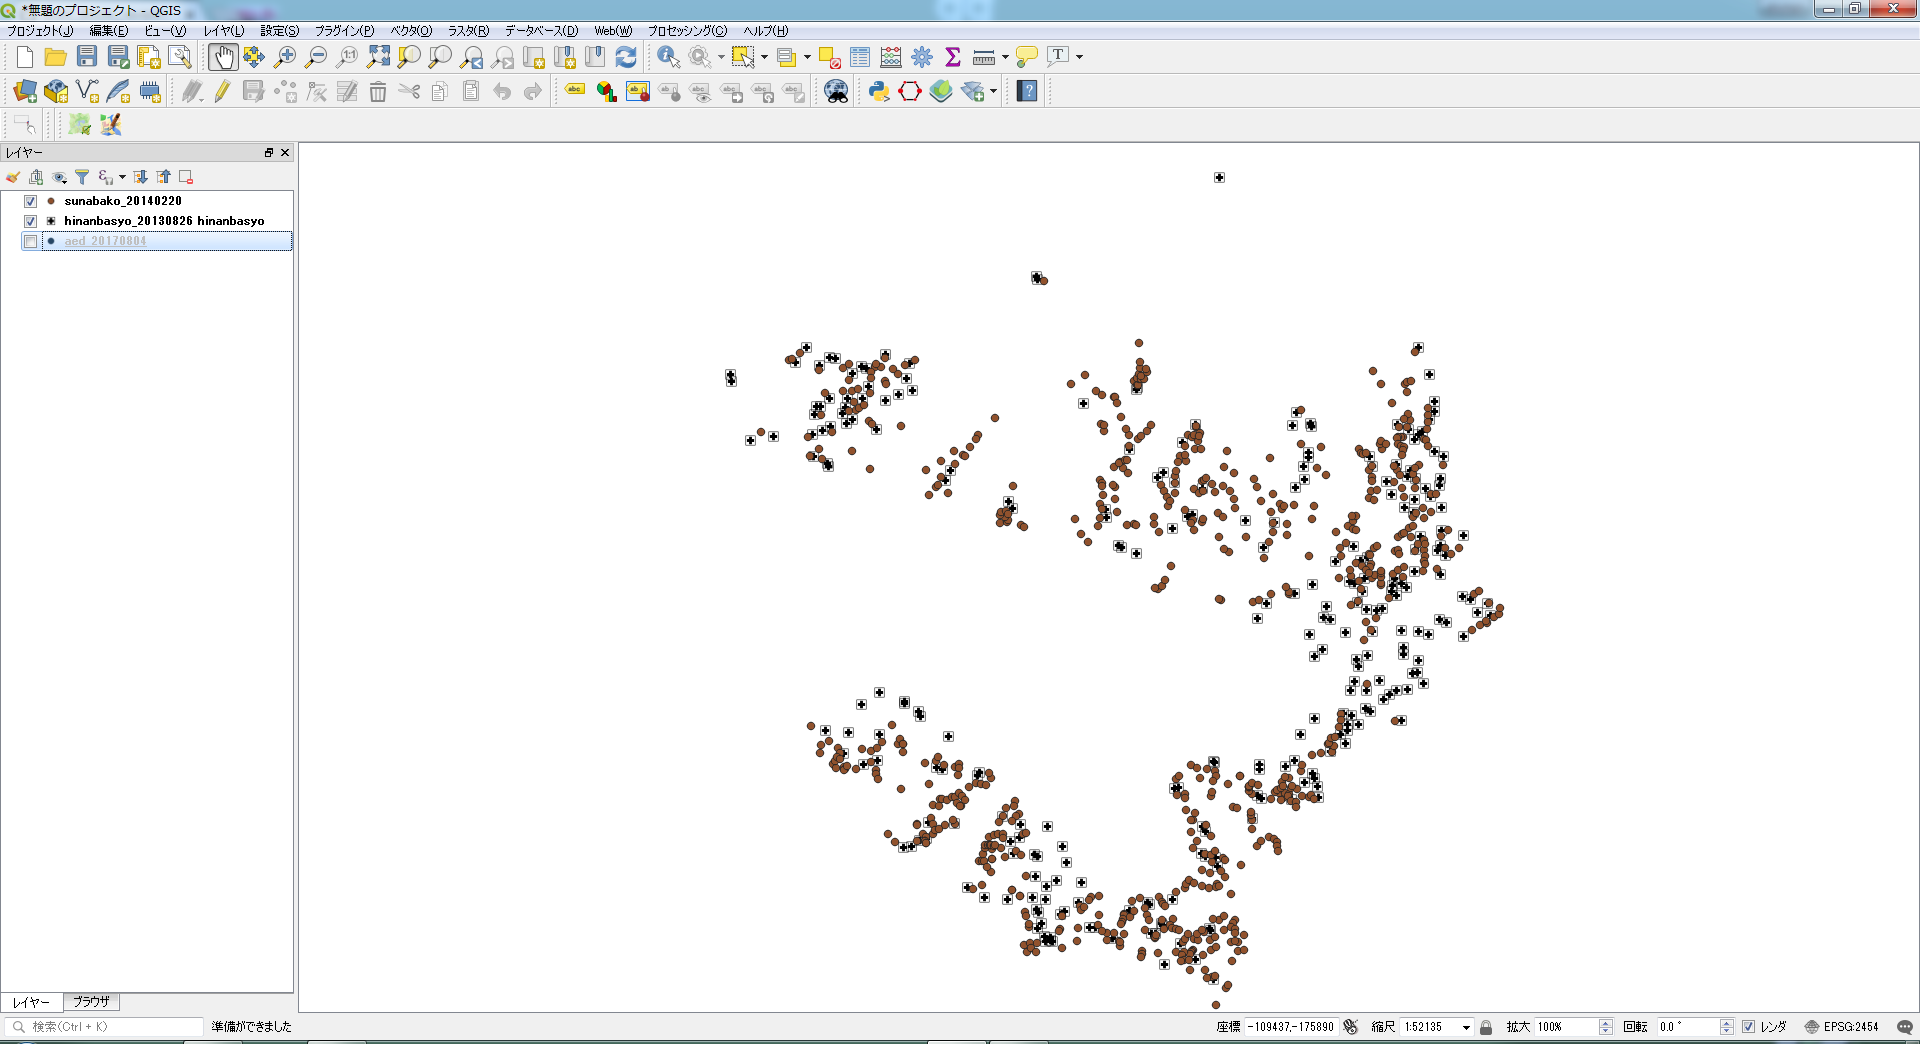 *無題のプロジェクト - QGIS
プロジェクト(J) 編集(E) ビュー(V) レイヤ(L) 設定(S) プラグイン(P) ベクタ(O) ラスタ(R) データベース(D) Web(W) プロセッシング(C) ヘルプ(H)
レイヤー
sunabako_20140220
hinanbasyo_20130826 hinanbasyo
aed_20170804
レイヤー ブラウザ
検索(Ctrl + K) 準備ができました 座標 -109437,-175890 縮尺 1:52135 拡大 100% 回転 0.0 ° レンダ EPSG:2454